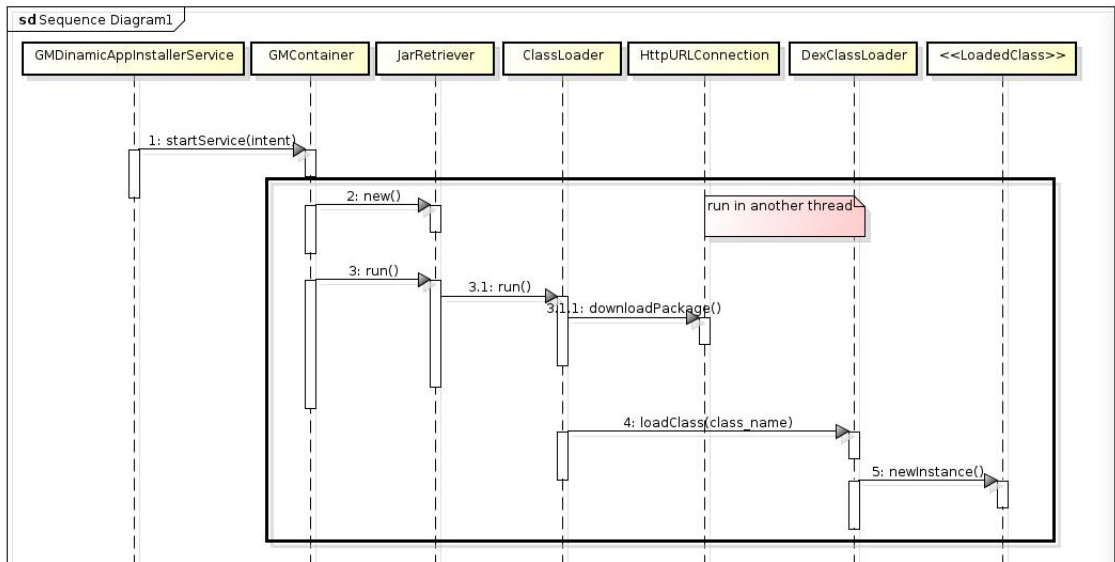 sd Sequence Diagram1
GMDinamicAppInstallerService
GMContainer
JarRetriever
ClassLoader
HttpURLConnection
DexClassLoader
<<LoadedClass>>
1: startService(intent)
2: new()
run in another thread
3: run()
3.1: run()
3.1.1: downloadPackage()
4: loadClass(class_name)
5: newInstance()